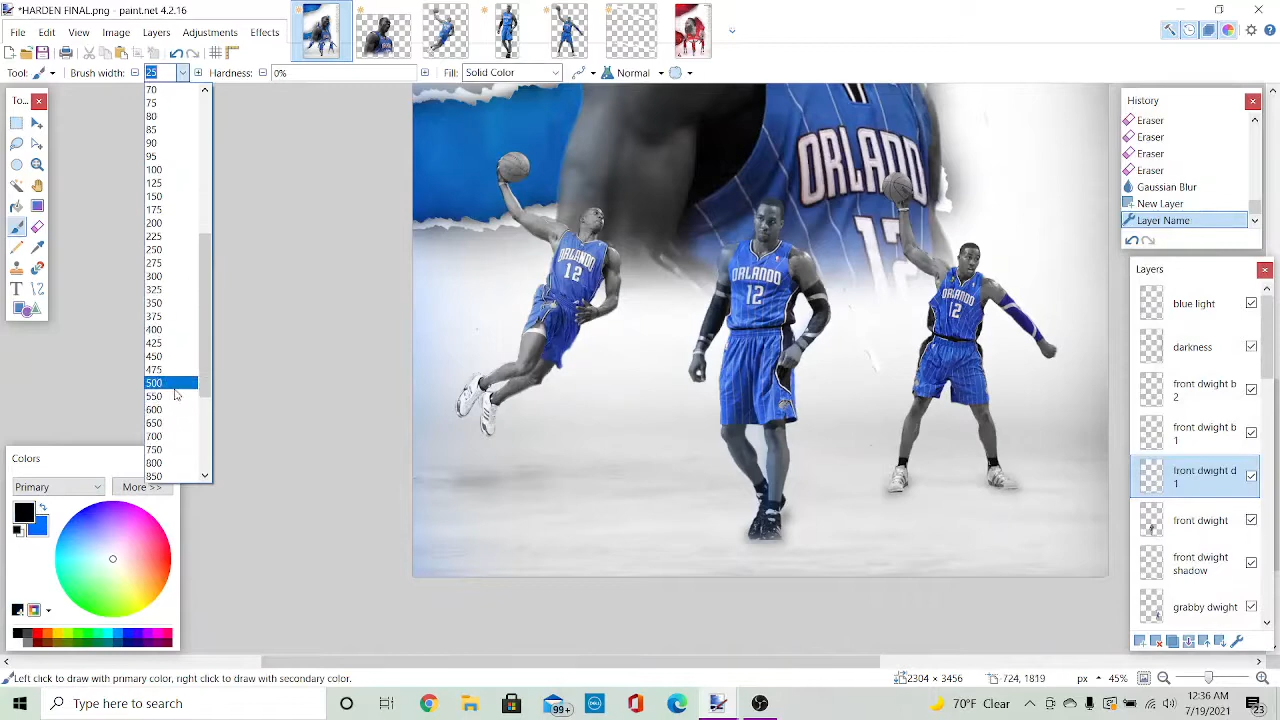 *HARDEN FINAL.png - paint.net 4.2.16
File Edit View Image Layers Adjustments Effects
Tool: Brush width: 25 Hardness: 0% Fill: Solid Color Normal
To...
70
75
80
85
90
95
100
125
150
175
200
225
250
275
300
325
350
375
400
425
450
475
500
550
600
650
700
750
800
850
ORLANDO
12
ORLANDO
12
ORLANDO
12
ORLANDO
12
History
Eraser
Eraser
Eraser
Eraser
Gaussian Blur
New Layer
Layer Name
Layers
blue light
darkness
front dwight b
2
front dwight b
1
front dwight d
1
front dwight
front dwight
shadow
grabby dwight
Colors
Primary
More >>
Left click to draw with primary color, right click to draw with secondary color.
2304 × 3456
-724, 1819
px
45%
Type here to search
99+
DELL
70°F Clear
12:36 AM
7/19/2021
23